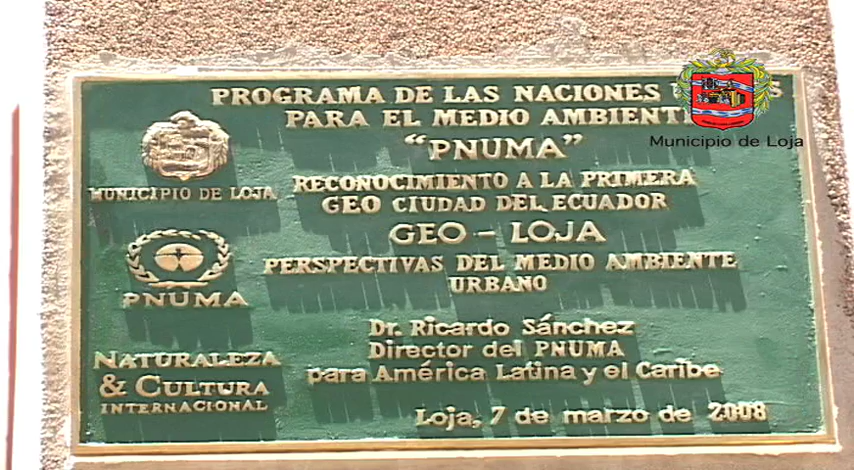 PROGRAMA DE LAS NACIONES
PARA EL MEDIO AMBIENTE
"PNUMA"
RECONOCIMIENTO A LA PRIMERA
GEO CIUDAD DEL ECUADOR
GEO - LOJA
PERSPECTIVAS DEL MEDIO AMBIENTE
URBANO
Dr. Ricardo Sánchez
Director del PNUMA
para América Latina y el Caribe
Loja, 7 de marzo de 2008
MUNICIPIO DE LOJA
PNUMA
NATURALEZA
& CULTURA
INTERNACIONAL
Municipio de Loja